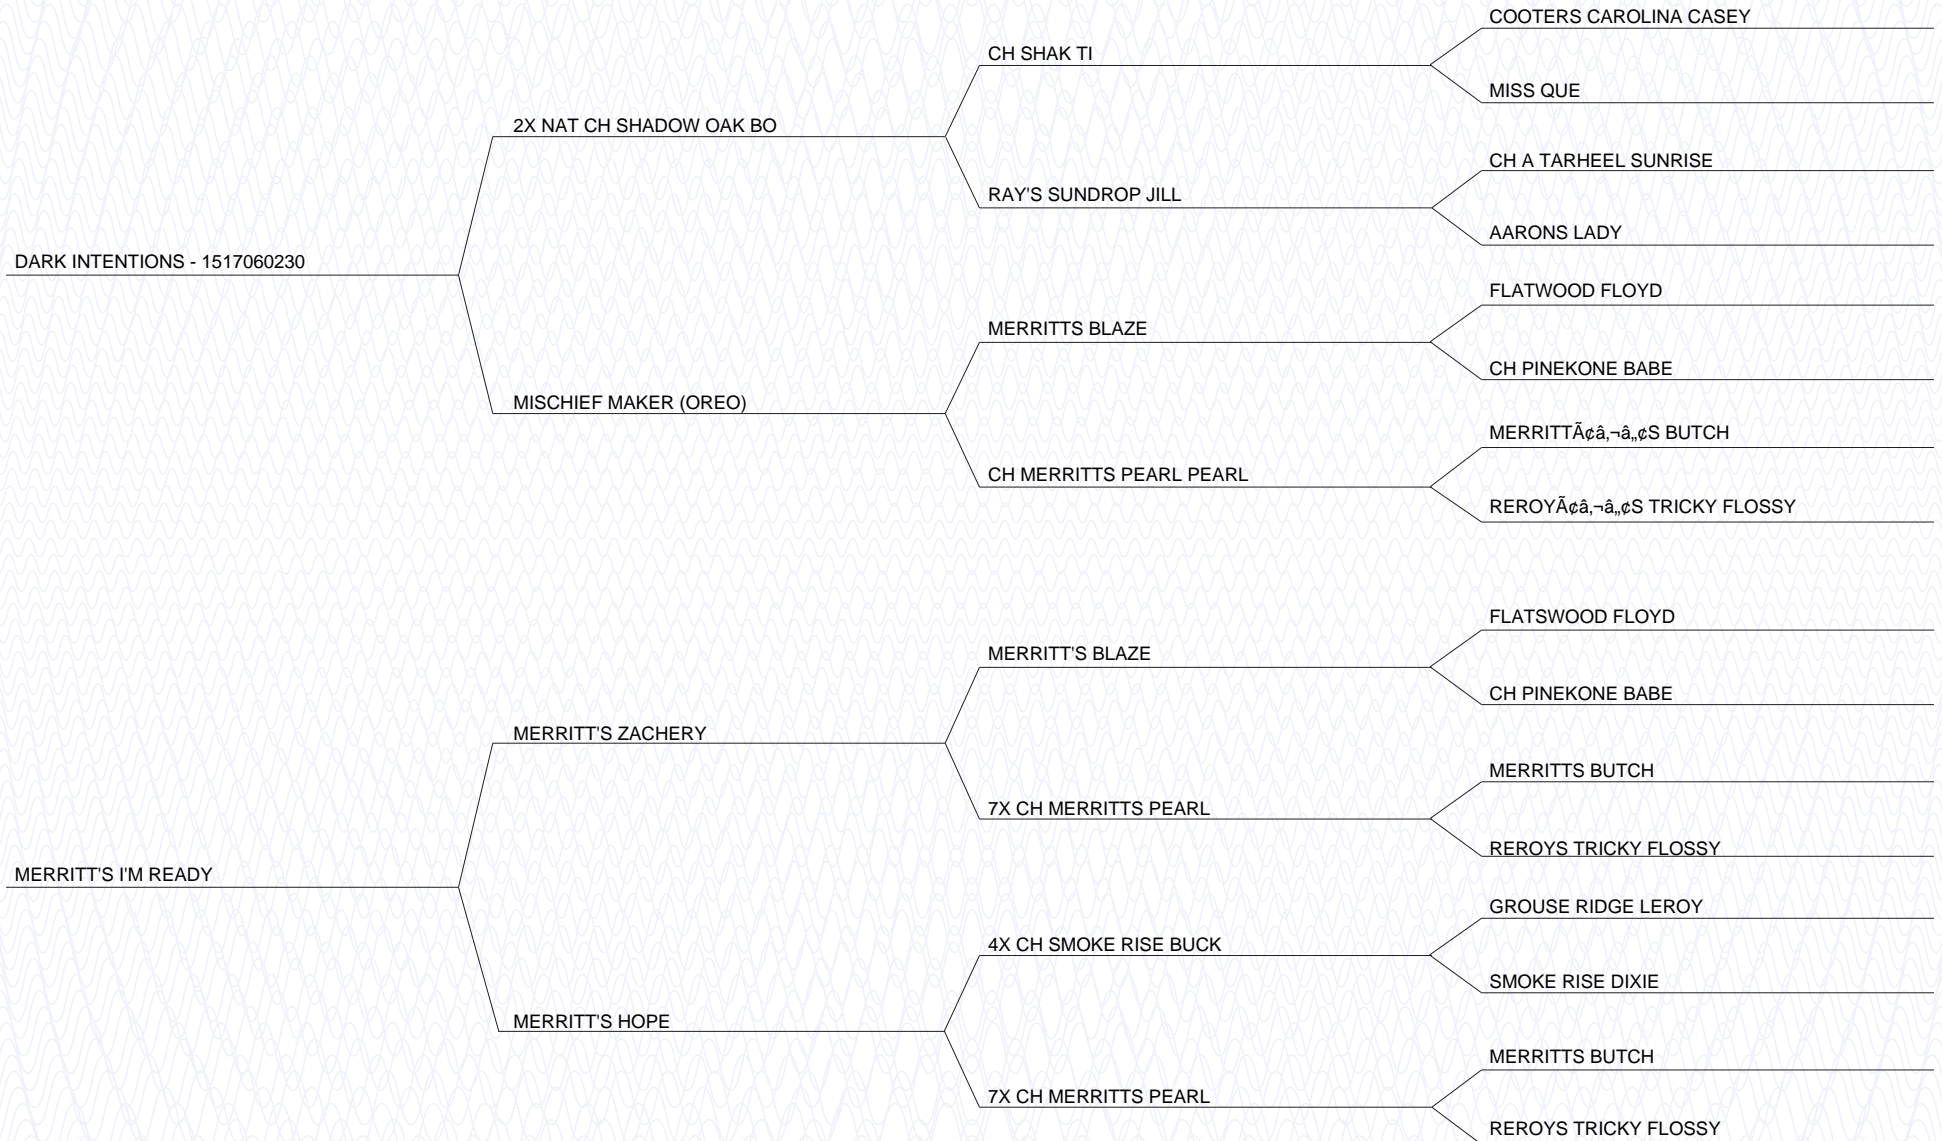 COOTERS CAROLINA CASEY
CH SHAK TI
MISS QUE
2X NAT CH SHADOW OAK BO
CH A TARHEEL SUNRISE
RAY'S SUNDROP JILL
AARONS LADY
DARK INTENTIONS - 1517060230
FLATWOOD FLOYD
MERRITTS BLAZE
CH PINEKONE BABE
MISCHIEF MAKER (OREO)
MERRITTÃ¢â‚¬â„¢S BUTCH
CH MERRITTS PEARL PEARL
REROYÃ¢â‚¬â„¢S TRICKY FLOSSY
FLATSWOOD FLOYD
MERRITT'S BLAZE
CH PINEKONE BABE
MERRITT'S ZACHERY
MERRITTS BUTCH
7X CH MERRITTS PEARL
REROYS TRICKY FLOSSY
MERRITT'S I'M READY
GROUSE RIDGE LEROY
4X CH SMOKE RISE BUCK
SMOKE RISE DIXIE
MERRITT'S HOPE
MERRITTS BUTCH
7X CH MERRITTS PEARL
REROYS TRICKY FLOSSY